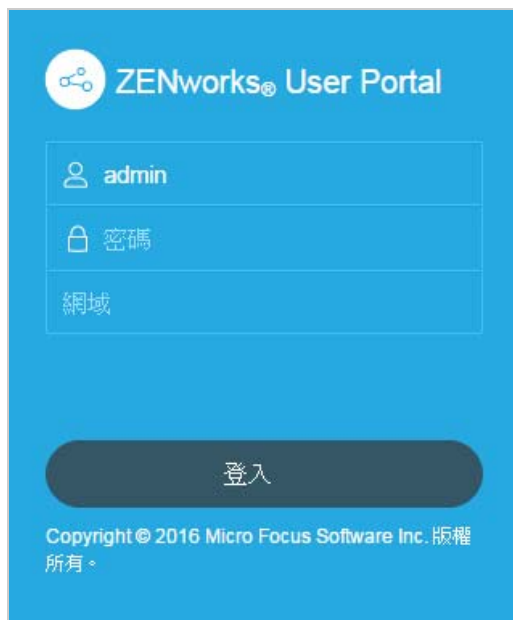 ZENworks® User Portal
admin
密碼
網域
登入
Copyright © 2016 Micro Focus Software Inc. 版權
所有。